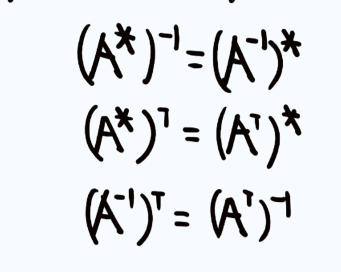 (A*)⁻¹ = (A⁻¹)*
(A*)ᵀ = (Aᵀ)*
(A⁻¹)ᵀ = (Aᵀ)⁻¹